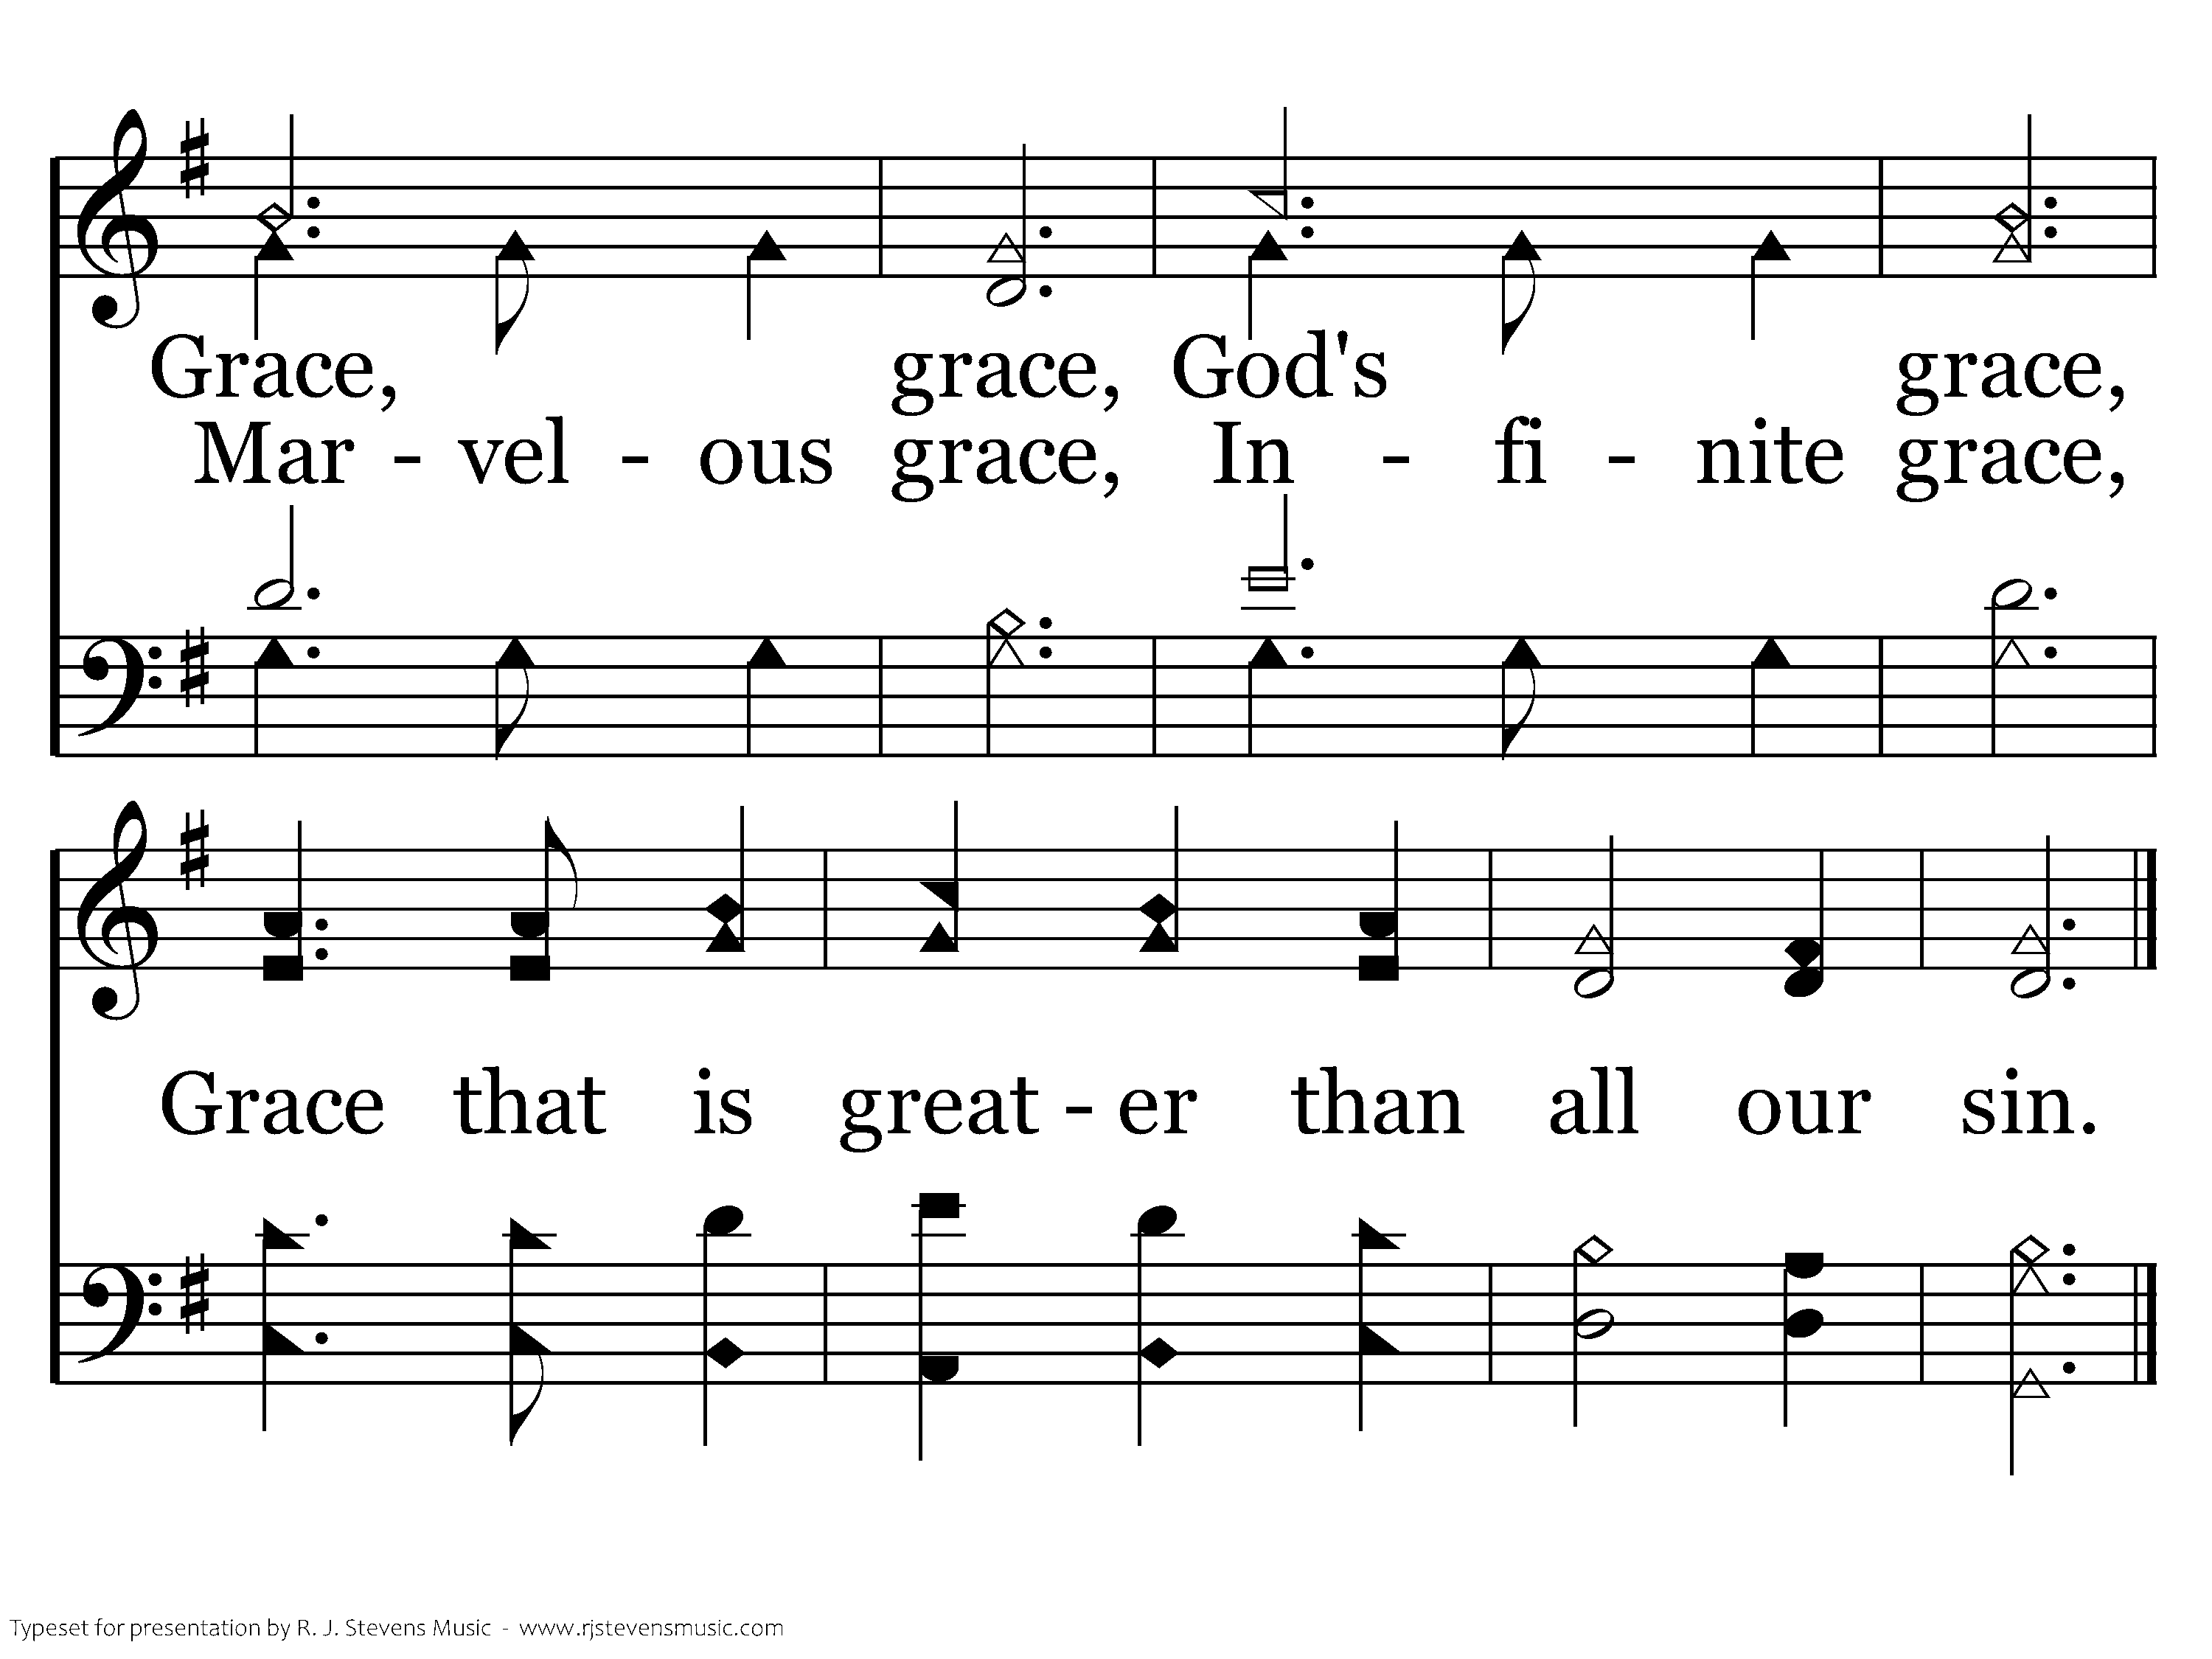 Grace, grace, God's grace,
Mar - vel - ous grace, In - fi - nite grace,
Grace that is great - er than all our sin.
Typeset for presentation by R. J. Stevens Music - www.rjstevensmusic.com